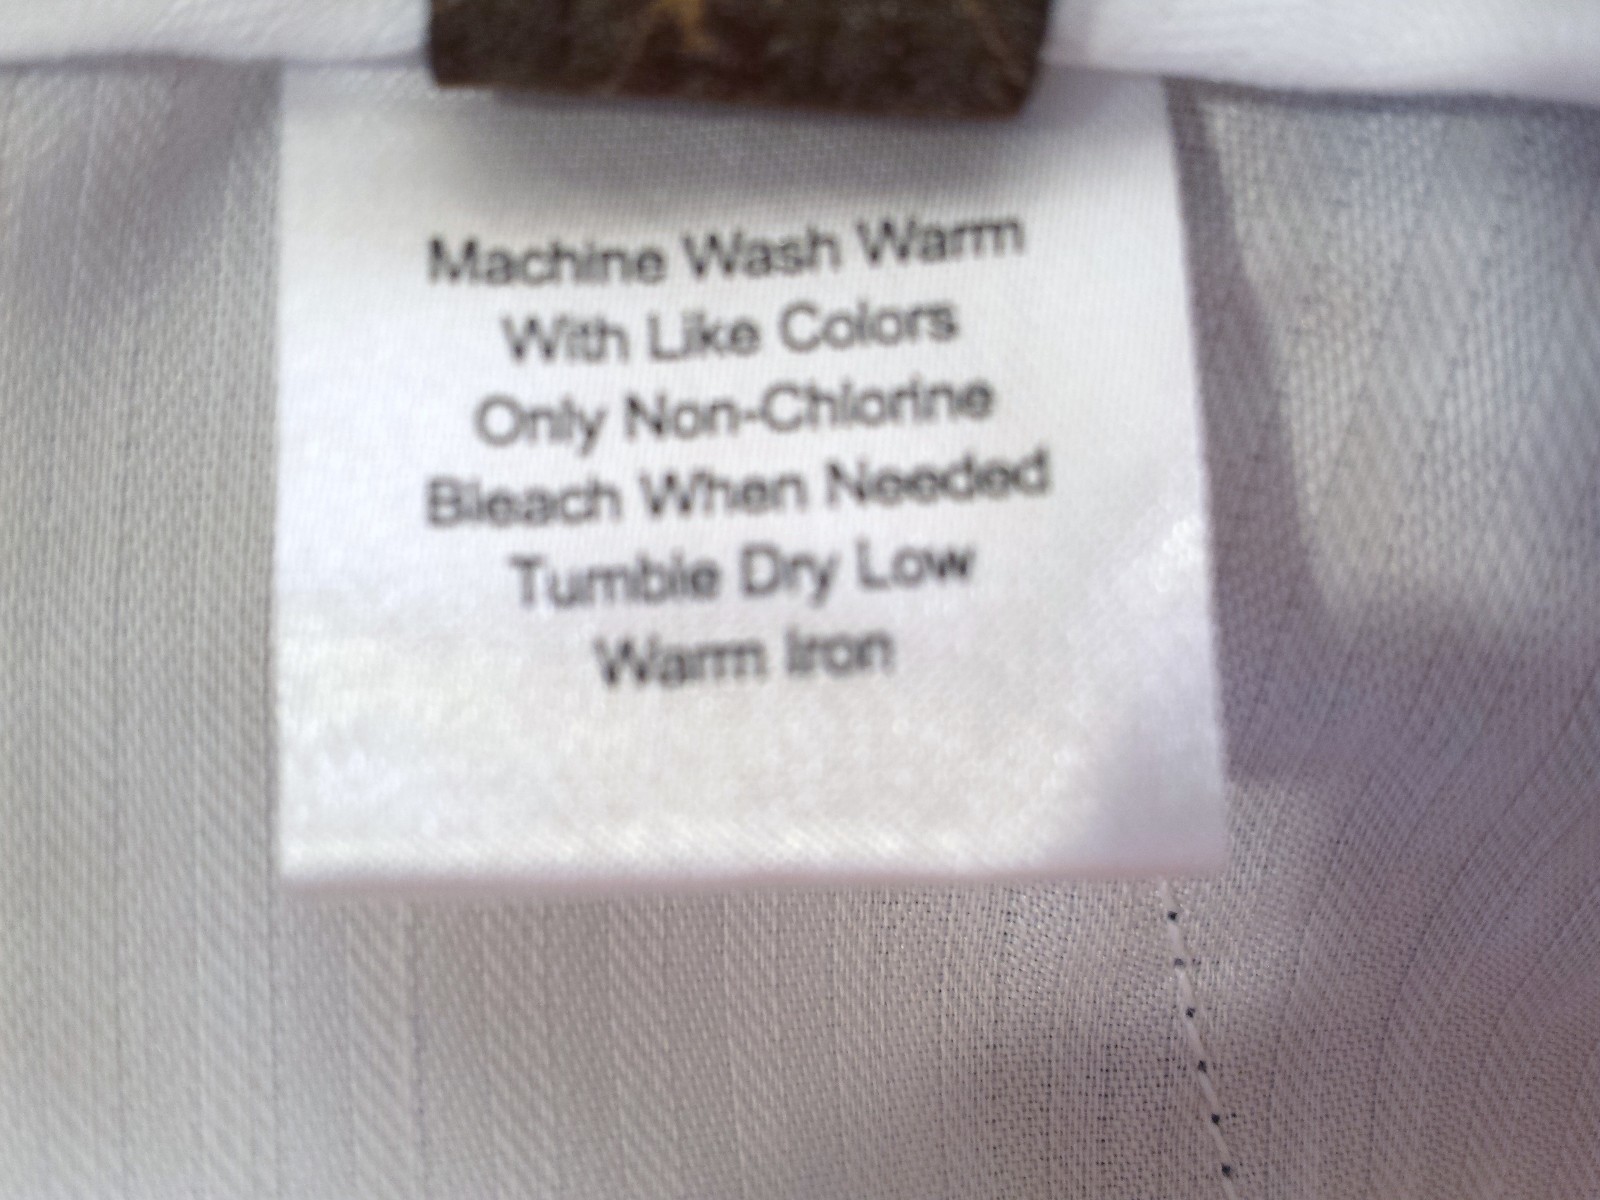 Machine Wash Warm
With Like Colors
Only Non-Chlorine
Bleach When Needed
Tumble Dry Low
Warm Iron